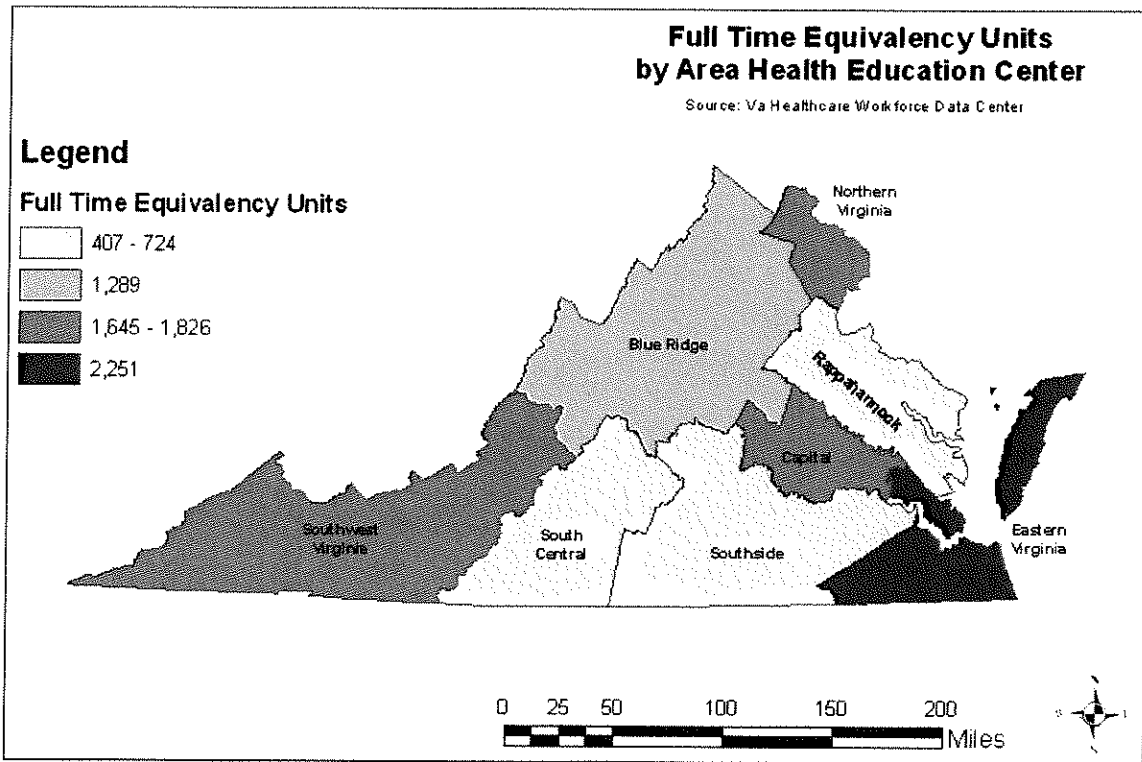 Full Time Equivalency Units
by Area Health Education Center
Source: Va Healthcare Workforce Data Center
Legend
Full Time Equivalency Units
407 - 724
1,289
1,645 - 1,826
2,251
Northern
Virginia
Blue Ridge
Rappahannock
Capital
Southwest
Virginia
South
Central
Southside
Eastern
Virginia
0 25 50 100 150 200
Miles